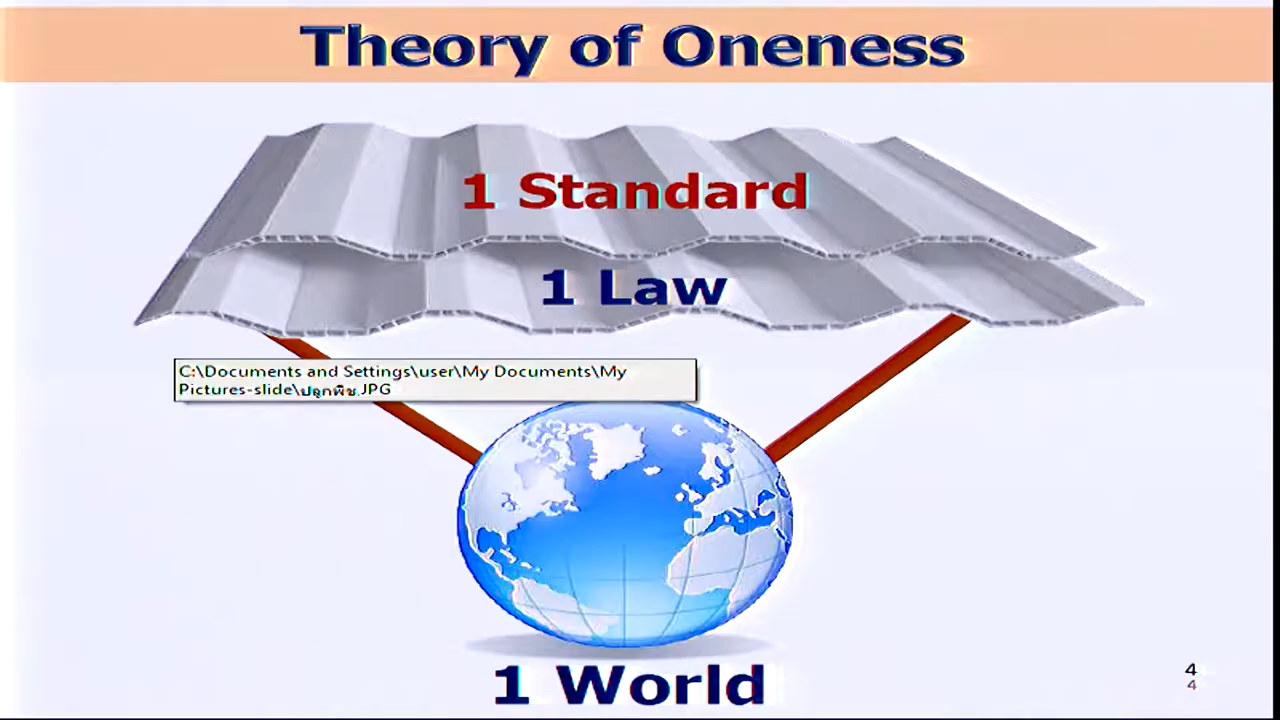 Theory of Oneness
1 Standard
1 Law
C:\Documents and Settings\user\My Documents\My
Pictures-slide\ปลูกพืช.JPG
1 World
4
4